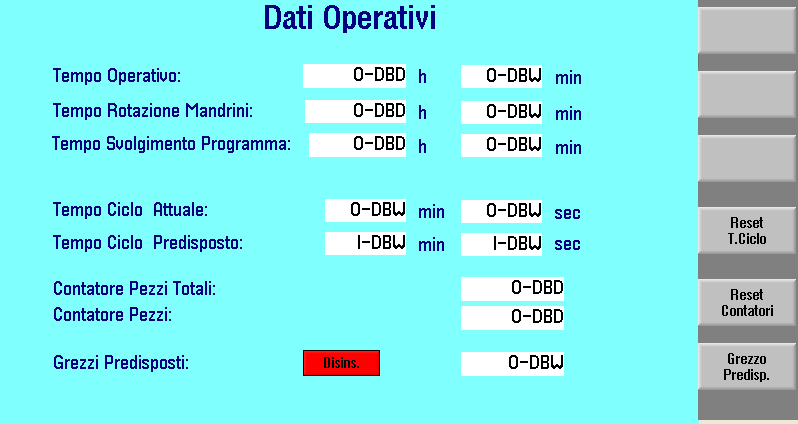 Dati Operativi
Tempo Operativo: O-DBD h O-DBW min
Tempo Rotazione Mandrini: O-DBD h O-DBW min
Tempo Svolgimento Programma: O-DBD h O-DBW min
Tempo Ciclo Attuale: O-DBW min O-DBW sec
Tempo Ciclo Predisposto: I-DBW min I-DBW sec
Contatore Pezzi Totali: O-DBD
Contatore Pezzi: O-DBD
Grezzi Predisposti: Disins. O-DBW
Reset
T.Ciclo
Reset
Contatori
Grezzo
Predisp.